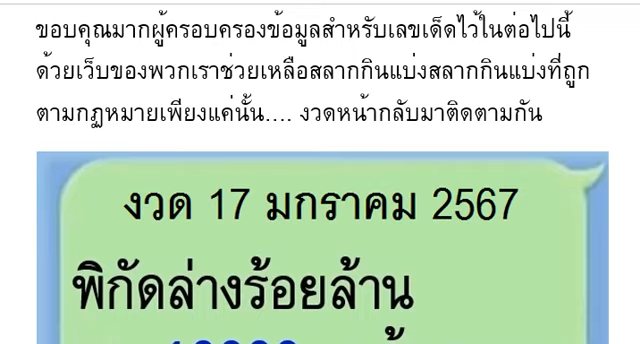 ขอบคุณมากผู้ครอบครองข้อมูลสำหรับเลขเด็ดไว้ในต่อไปนี้
ด้วยเว็บของพวกเราช่วยเหลือสลากกินแบ่งสลากกินแบ่งที่ถูก
ตามกฏหมายเพียงแค่นั้น.... งวดหน้ากลับมาติดตามกัน
งวด 17 มกราคม 2567
พิกัดล่างร้อยล้าน